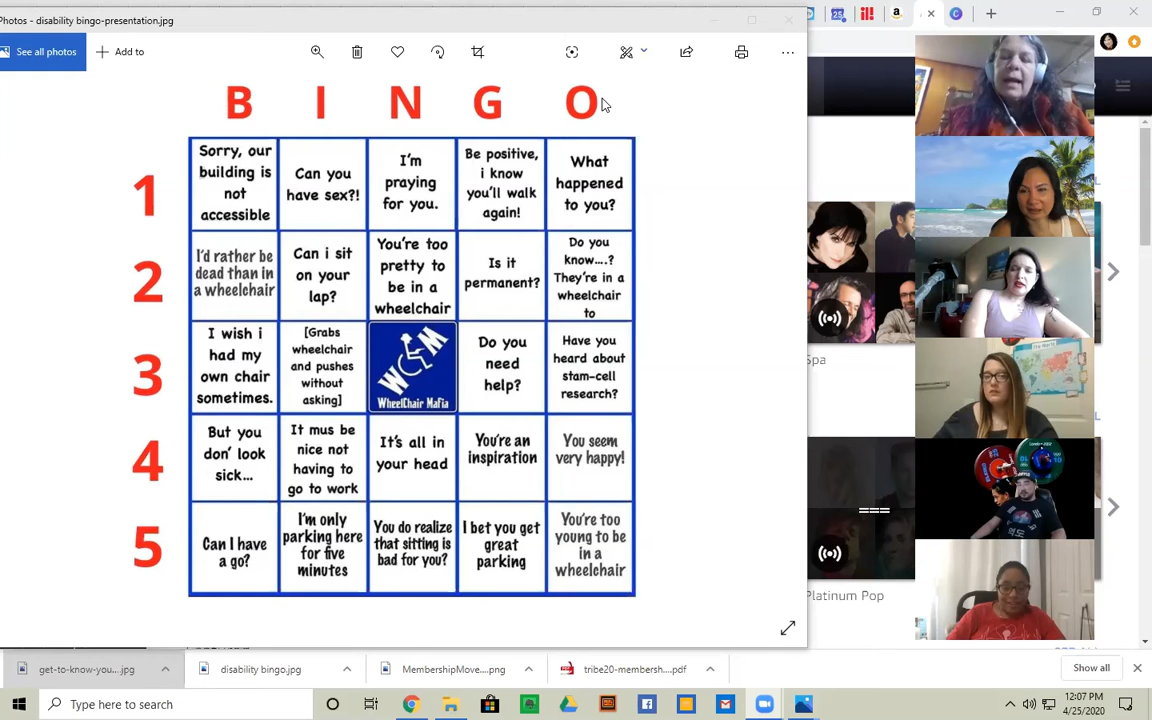 Photos - disability bingo-presentation.jpg
See all photos
Add to
B I N G O
1
Sorry, our
building is
not
accessible
Can you
have sex?!
I'm
praying
for you.
Be positive,
i know
you'll walk
again!
What
happened
to you?
2
I'd rather be
dead than in
a wheelchair
Can i sit
on your
lap?
You're too
pretty to
be in a
wheelchair
Is it
permanent?
Do you
know....?
They're in a
wheelchair
to
3
I wish i
had my
own chair
sometimes.
[Grabs
wheelchair
and pushes
without
asking]
WCM
WheelChair Mafia
Do you
need
help?
Have you
heard about
stam-cell
research?
4
But you
don' look
sick...
It mus be
nice not
having to
go to work
It's all in
your head
You're an
inspiration
You seem
very happy!
5
Can I have
a go?
I'm only
parking here
for five
minutes
You do realize
that sitting is
bad for you?
I bet you get
great
parking
You're too
young to be
in a
wheelchair
Spa
Platinum Pop
===
get-to-know-you....jpg
disability bingo.jpg
MembershipMove....png
tribe20-membersh....pdf
Show all
Type here to search
12:07 PM
4/25/2020